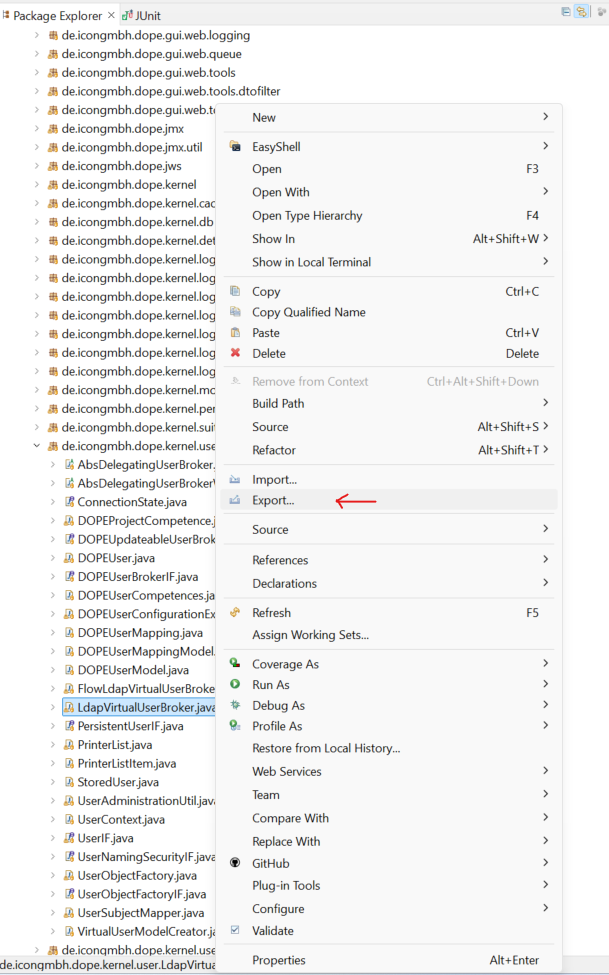 Package Explorer × JUnit
de.icongmbh.dope.gui.web.logging
de.icongmbh.dope.gui.web.queue
de.icongmbh.dope.gui.web.tools
de.icongmbh.dope.gui.web.tools.dtofilter
de.icongmbh.dope.gui.web.to
de.icongmbh.dope.jmx
de.icongmbh.dope.jmx.util
de.icongmbh.dope.jws
de.icongmbh.dope.kernel
de.icongmbh.dope.kernel.cac
de.icongmbh.dope.kernel.db
de.icongmbh.dope.kernel.det
de.icongmbh.dope.kernel.log
de.icongmbh.dope.kernel.log
de.icongmbh.dope.kernel.log
de.icongmbh.dope.kernel.log
de.icongmbh.dope.kernel.log
de.icongmbh.dope.kernel.log
de.icongmbh.dope.kernel.log
de.icongmbh.dope.kernel.mo
de.icongmbh.dope.kernel.per
de.icongmbh.dope.kernel.suit
de.icongmbh.dope.kernel.use
AbsDelegatingUserBroker.
AbsDelegatingUserBrokerW
ConnectionState.java
DOPEProjectCompetence.j
DOPEUpdateableUserBrok
DOPEUser.java
DOPEUserBrokerIF.java
DOPEUserCompetences.ja
DOPEUserConfigurationEx
DOPEUserMapping.java
DOPEUserMappingModel.
DOPEUserModel.java
FlowLdapVirtualUserBroke
LdapVirtualUserBroker.java
PersistentUserIF.java
PrinterList.java
PrinterListItem.java
StoredUser.java
UserAdministrationUtil.java
UserContext.java
UserIF.java
UserNamingSecurityIF.java
UserObjectFactory.java
UserObjectFactoryIF.java
UserSubjectMapper.java
VirtualUserModelCreator.ja
de.icongmbh.dope.kernel.use
de.icongmbh.dope.kernel.user.LdapVirtua
New
EasyShell
Open F3
Open With
Open Type Hierarchy F4
Show In Alt+Shift+W
Show in Local Terminal
Copy Ctrl+C
Copy Qualified Name
Paste Ctrl+V
Delete Delete
Remove from Context Ctrl+Alt+Shift+Down
Build Path
Source Alt+Shift+S
Refactor Alt+Shift+T
Import...
Export...
Source
References
Declarations
Refresh F5
Assign Working Sets...
Coverage As
Run As
Debug As
Profile As
Restore from Local History...
Web Services
Team
Compare With
Replace With
GitHub
Plug-in Tools
Configure
Validate
Properties Alt+Enter